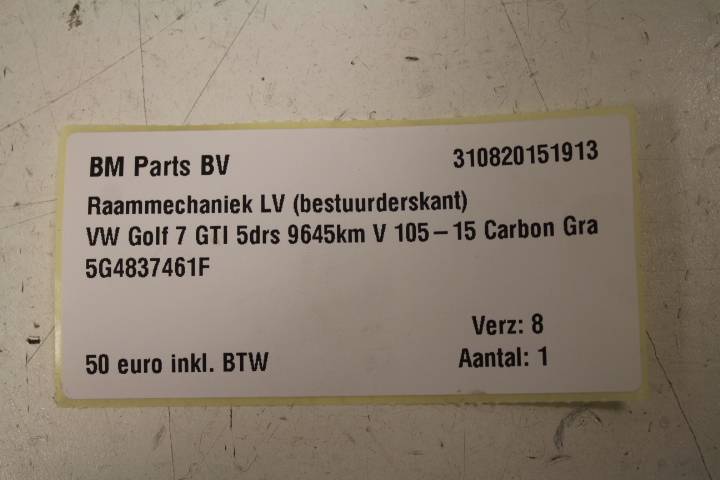 BM Parts BV 310820151913
Raammechaniek LV (bestuurderskant)
VW Golf 7 GTI 5drs 9645km V 105-15 Carbon Gra
5G4837461F
Verz: 8
50 euro inkl. BTW Aantal: 1